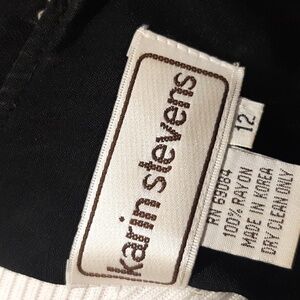 karin stevens
12
RN 69084
100% RAYON
MADE IN KOREA
DRY CLEAN ONLY